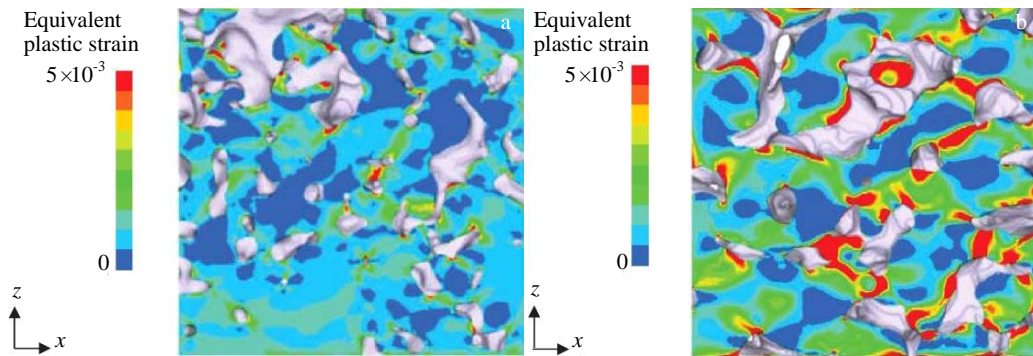 Equivalent
plastic strain
5×10⁻³
0
z
x
a
Equivalent
plastic strain
5×10⁻³
0
z
x
b